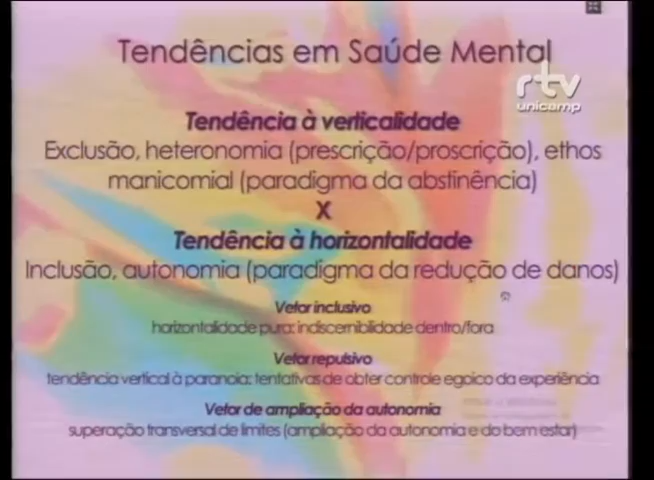 Tendências em Saúde Mental
rtv
unicamp
Tendência à verticalidade
Exclusão, heteronomia (prescrição/proscrição), ethos
manicomial (paradigma da abstinência)
X
Tendência à horizontalidade
Inclusão, autonomia (paradigma da redução de danos)
Vetor inclusivo
horizontalidade pura: indiscernibilidade dentro/fora
Vetor repulsivo
tendência vertical à paranoia: tentativas de obter controle egoico da experiência
Vetor de ampliação da autonomia
superação transversal de limites (ampliação da autonomia e do bem estar)